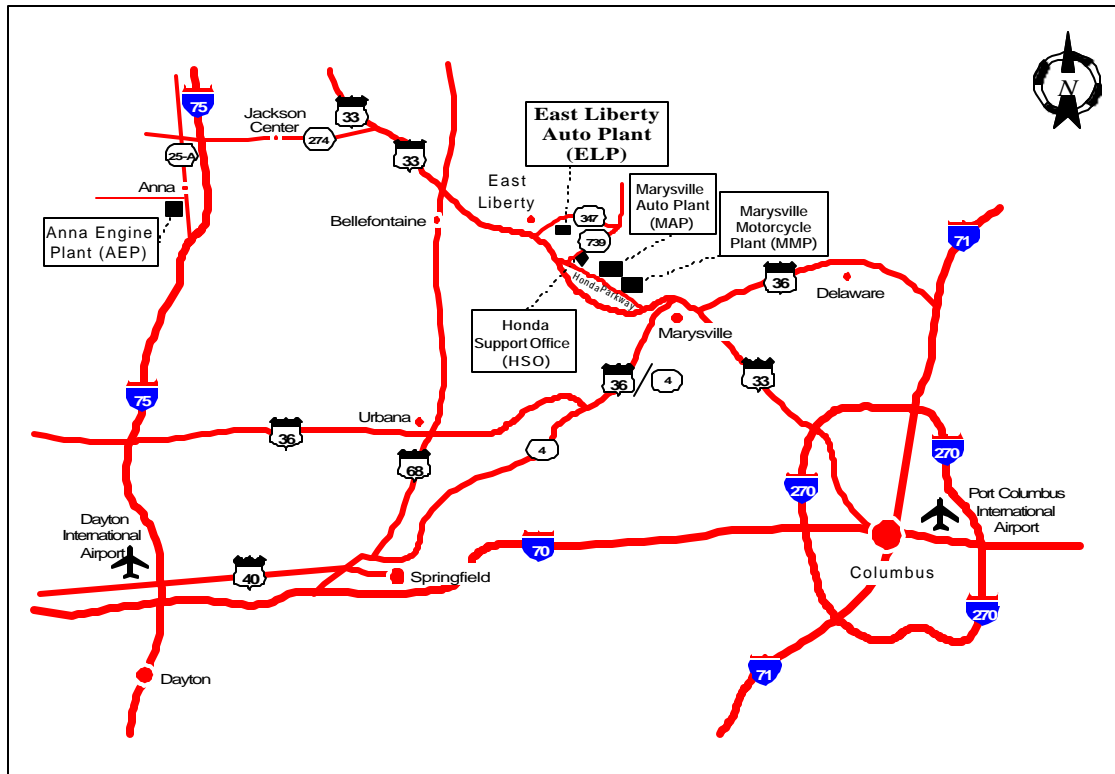 N
75
Jackson
Center
33
274
25-A
33
East Liberty
Auto Plant
(ELP)
East
Liberty
Marysville
Auto Plant
(MAP)
Marysville
Motorcycle
Plant (MMP)
Anna
Anna Engine
Plant (AEP)
Bellefontaine
347
739
71
36
Delaware
Honda Parkway
Honda
Support Office
(HSO)
Marysville
75
36
4
33
Urbana
36
68
4
270
270
Dayton
International
Airport
Port Columbus
International
Airport
70
40
Springfield
Columbus
270
71
Dayton